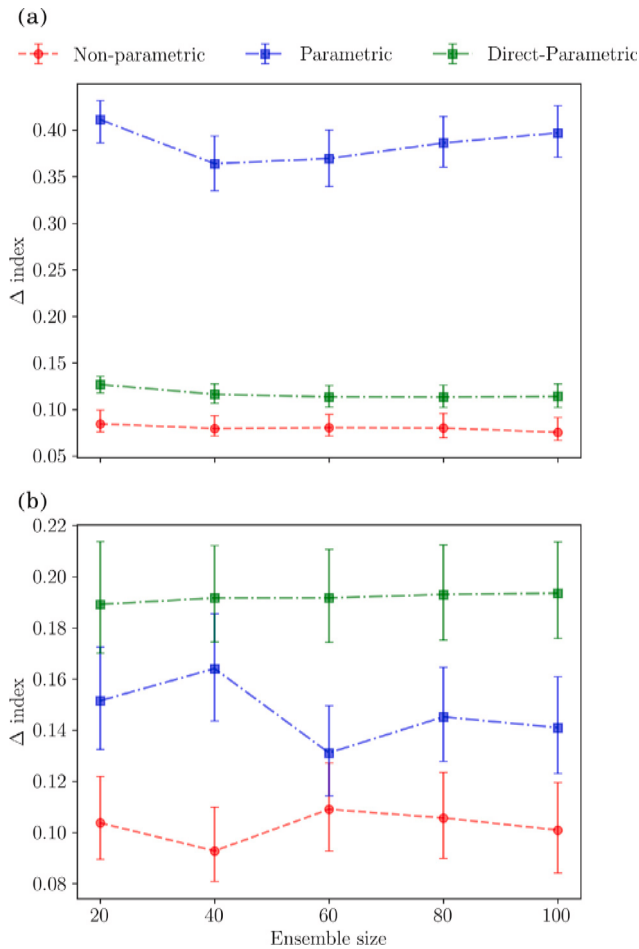 (a)
Non-parametric Parametric Direct-Parametric
0.40
0.35
0.30
0.25
0.20
0.15
0.10
0.05
Δ index
(b)
0.22
0.20
0.18
0.16
0.14
0.12
0.10
0.08
Δ index
20 40 60 80 100
Ensemble size